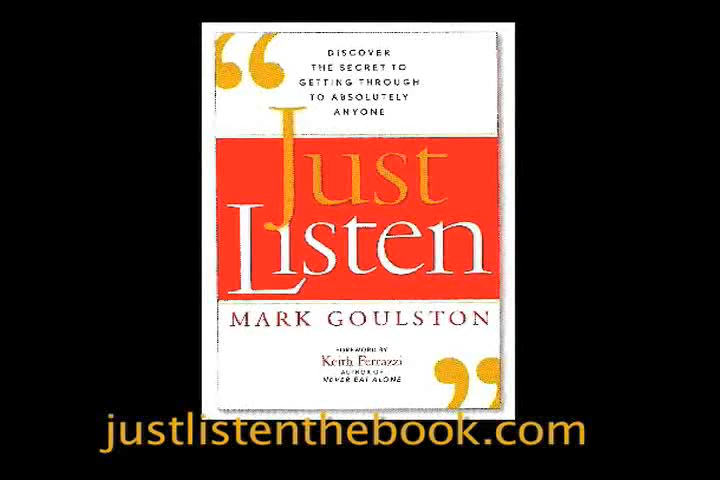 “
DISCOVER
THE SECRET TO
GETTING THROUGH
TO ABSOLUTELY
ANYONE
Just
Listen
MARK GOULSTON
FOREWORD BY
Keith Ferrazzi
AUTHOR OF
NEVER EAT ALONE
”
justlistenthebook.com